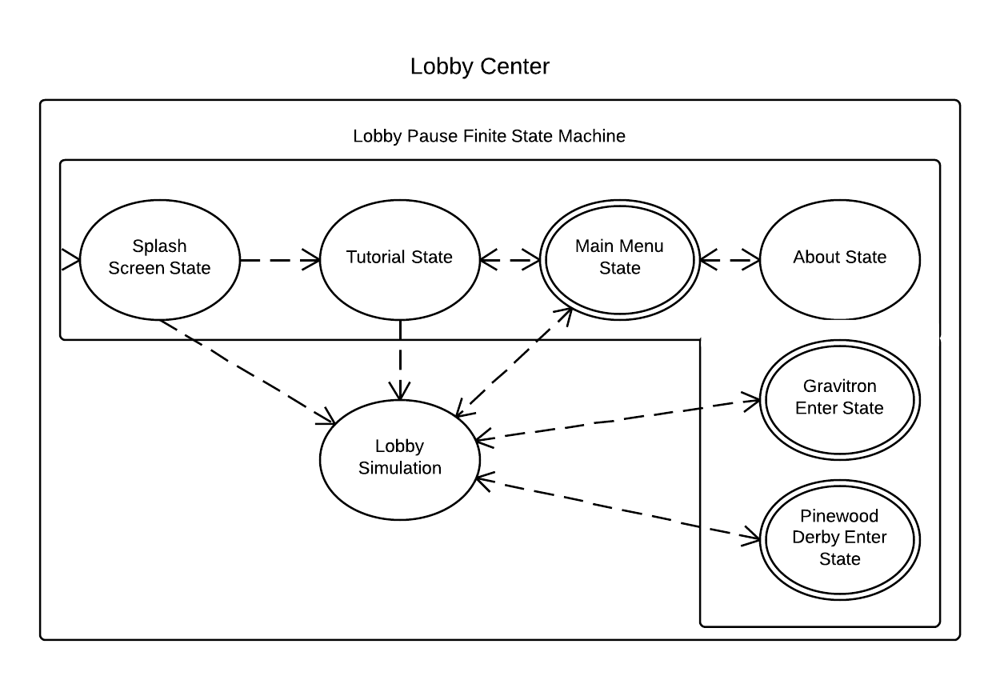 Lobby Center
Lobby Pause Finite State Machine
Splash
Screen State
Tutorial State
Main Menu
State
About State
Gravitron
Enter State
Lobby
Simulation
Pinewood
Derby Enter
State